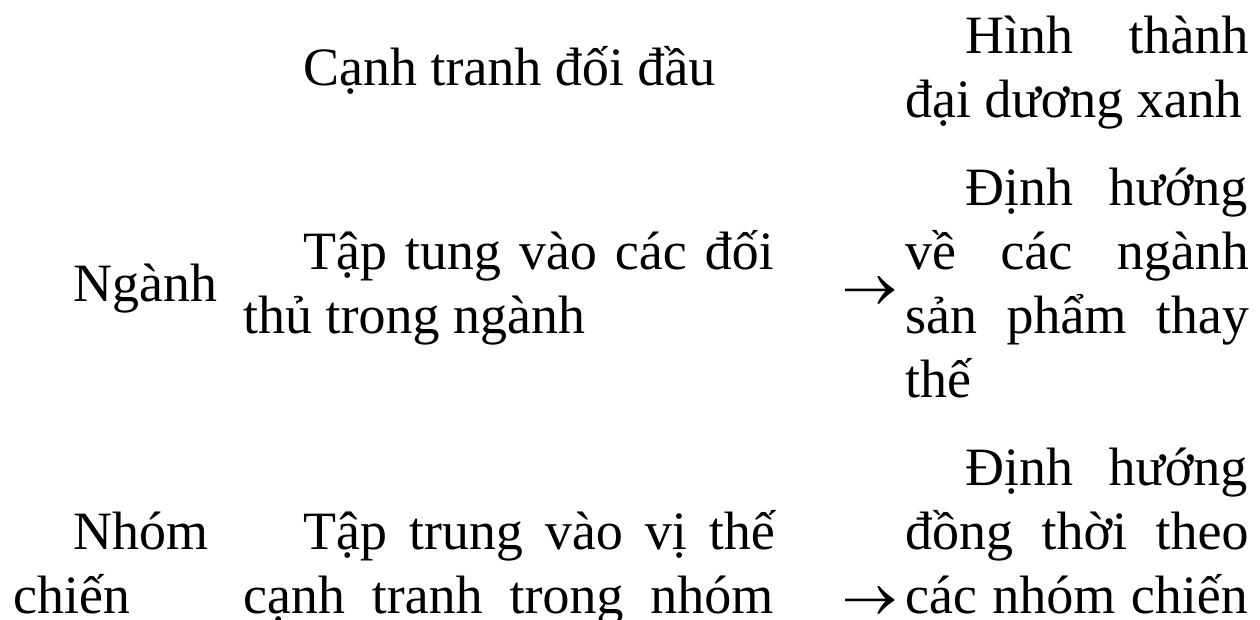 Cạnh tranh đối đầu
Hình thành
đại dương xanh
Ngành
Tập tung vào các đối
thủ trong ngành
→
Định hướng
về các ngành
sản phẩm thay
thế
Nhóm
chiến
Tập trung vào vị thế
cạnh tranh trong nhóm
→
Định hướng
đồng thời theo
các nhóm chiến